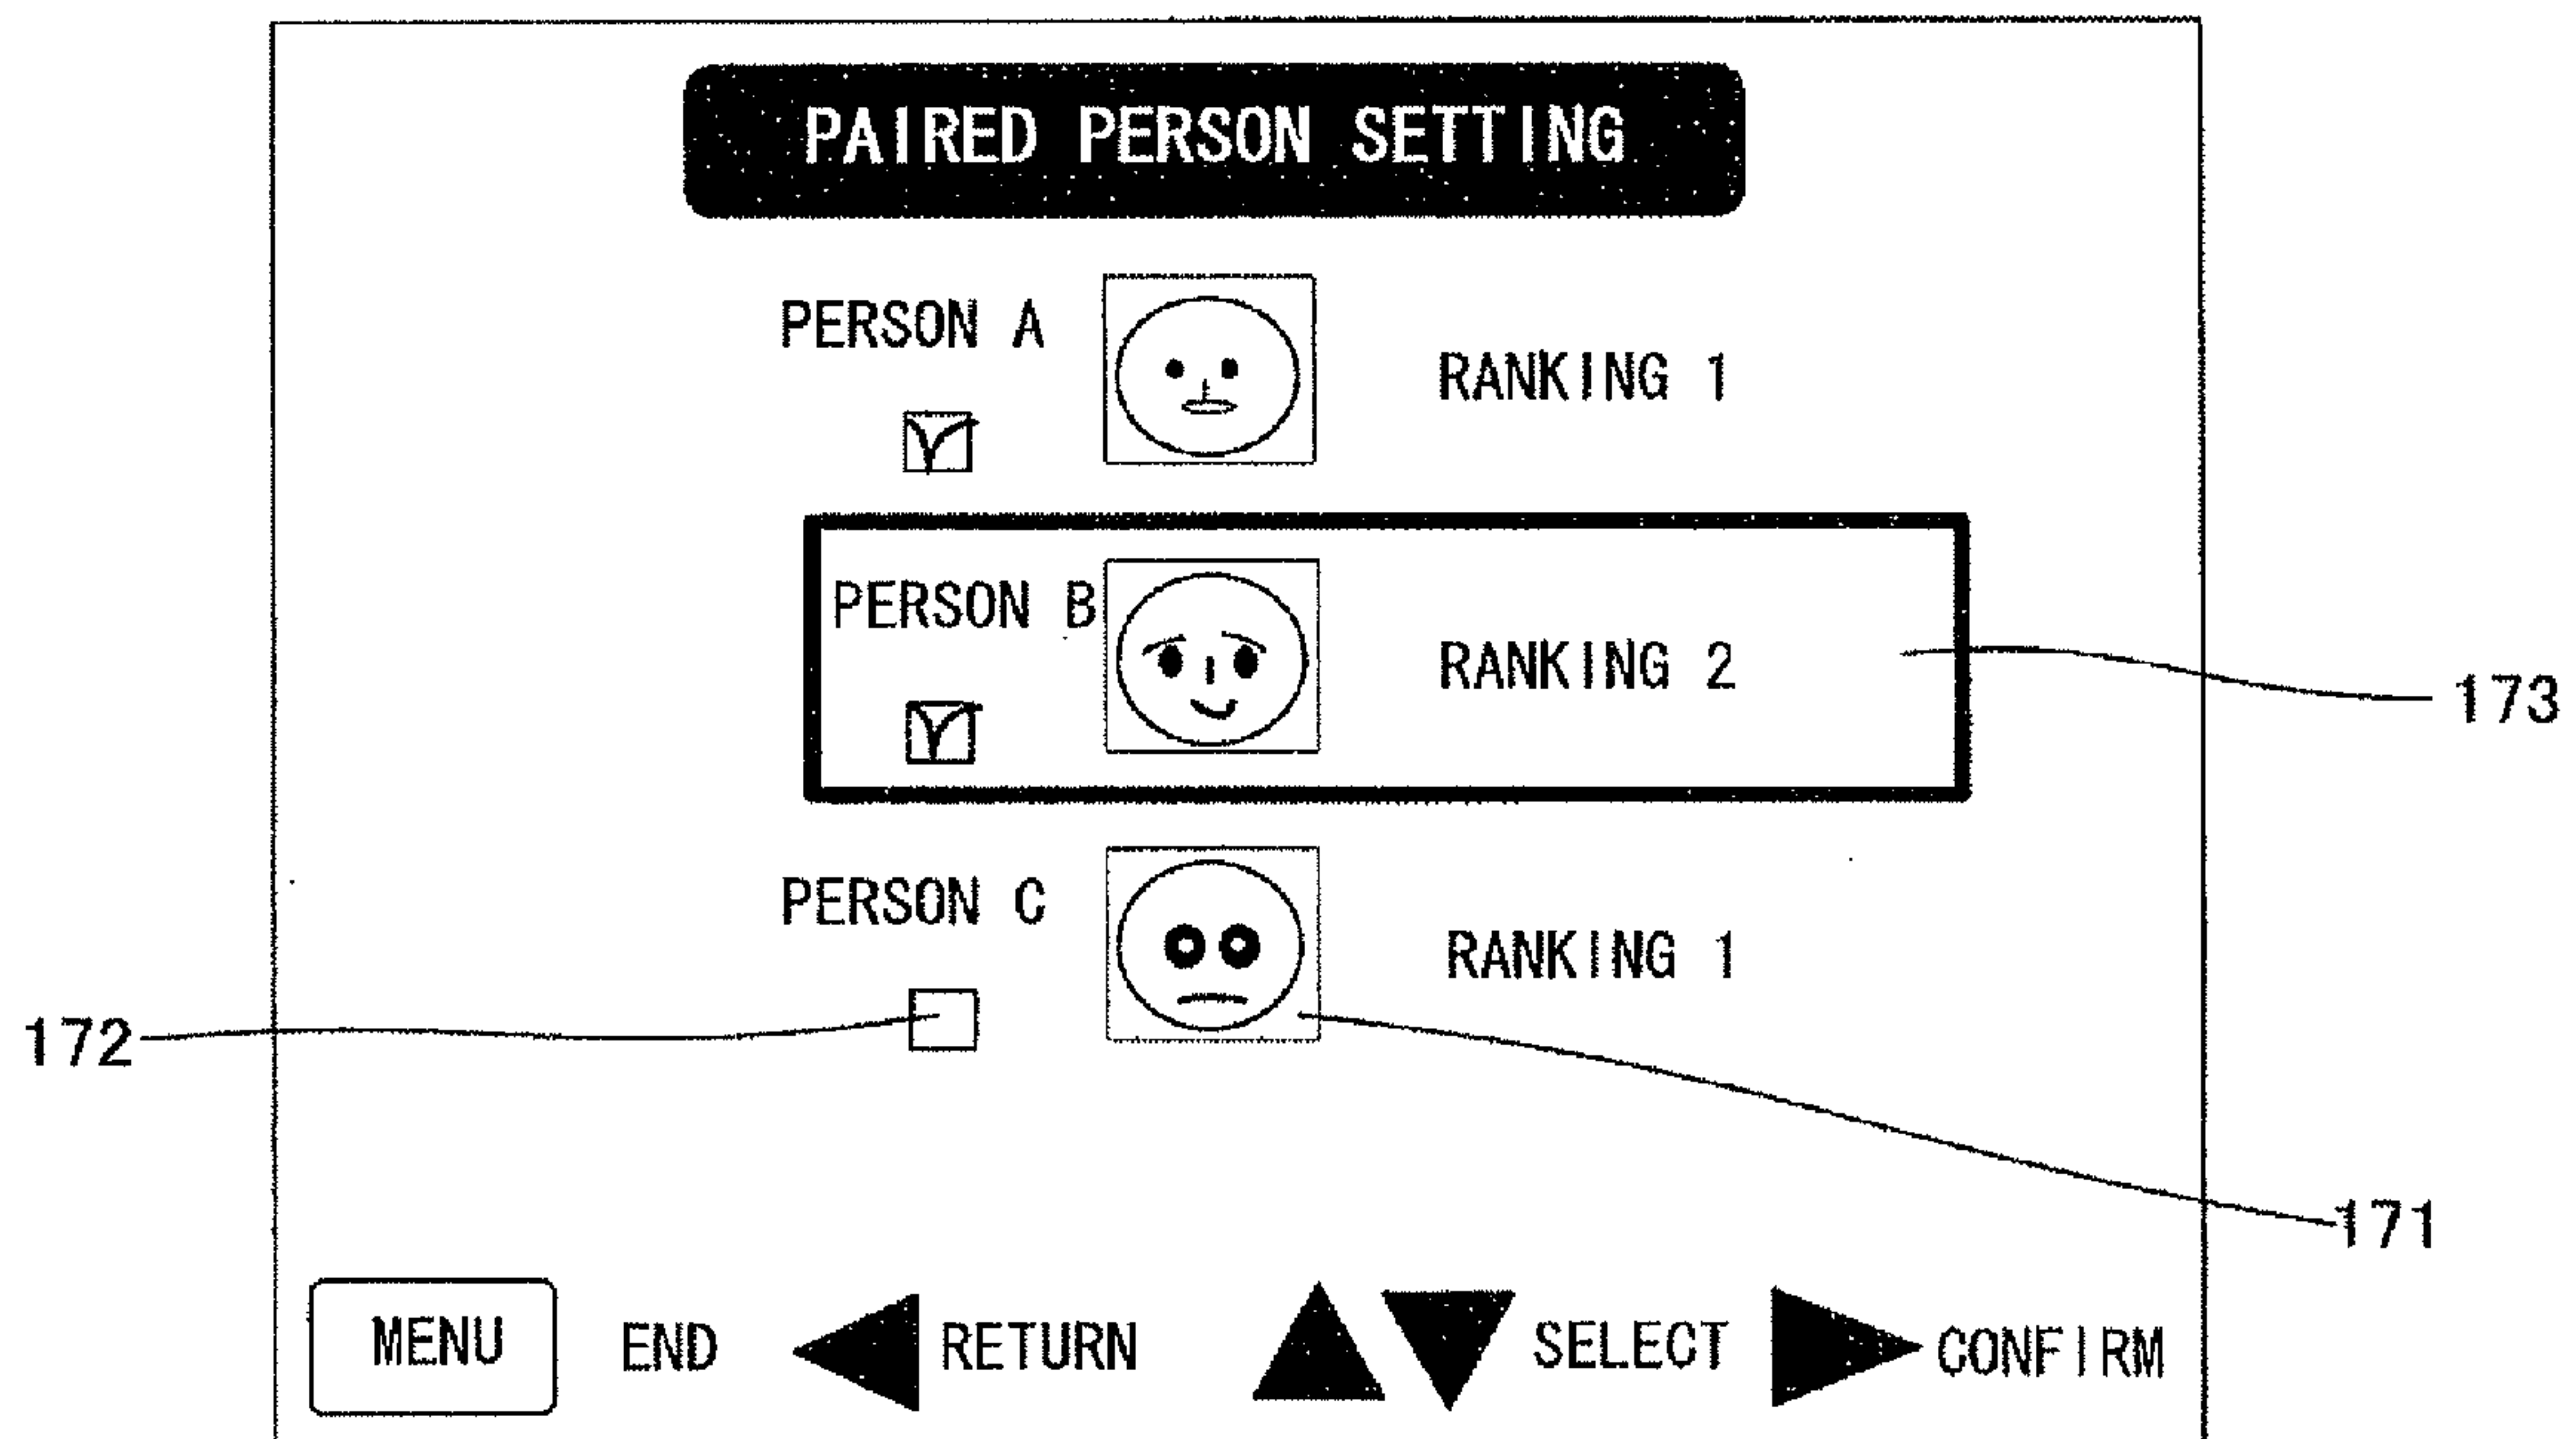 PAIRED PERSON SETTING
PERSON A
RANKING 1
PERSON B
RANKING 2
173
PERSON C
RANKING 1
172
171
MENU END RETURN SELECT CONFIRM